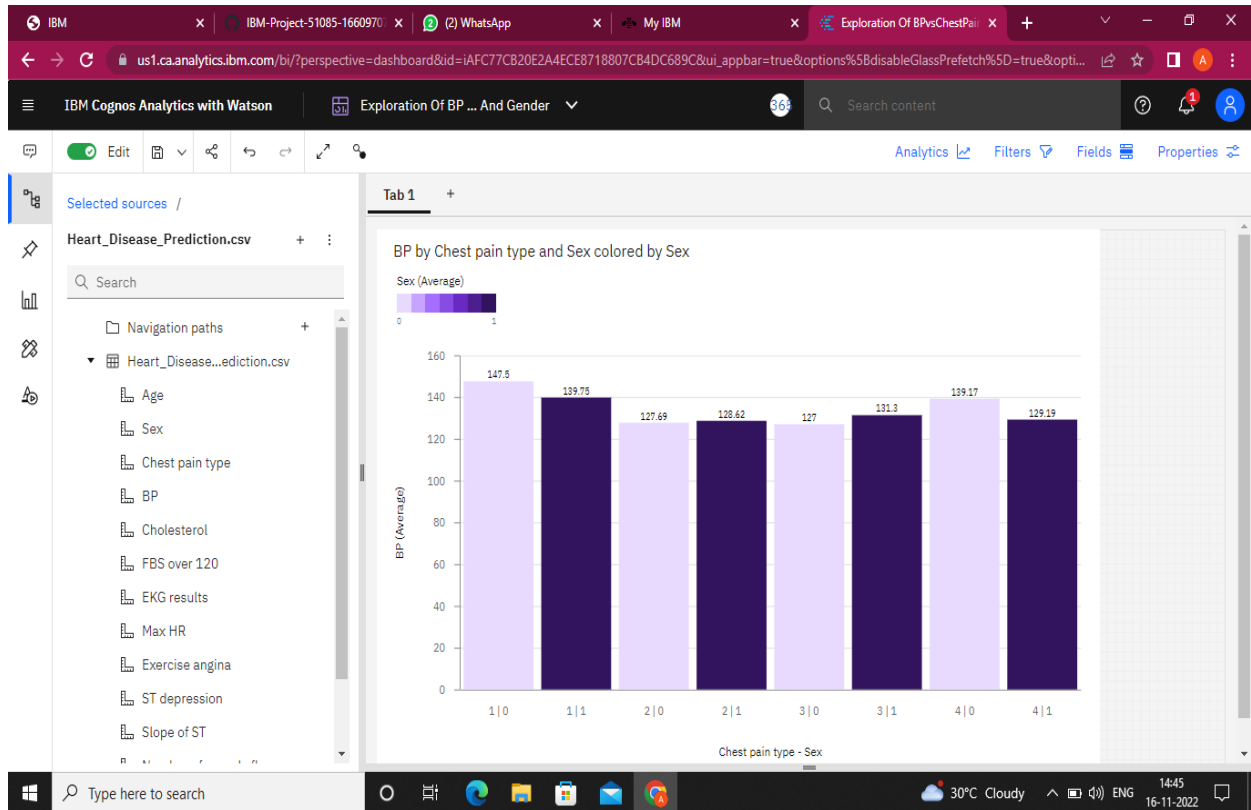 IBM
IBM-Project-51085-16609707
(2) WhatsApp
My IBM
Exploration Of BPvsChestPain
us1.ca.analytics.ibm.com/bi/?perspective=dashboard&id=iAFC77CB20E2A4ECE8718807CB4DC689C&ui_appbar=true&options%5BdisableGlassPrefetch%5D=true&opti...
A
IBM Cognos Analytics with Watson
Exploration Of BP ... And Gender
365
Search content
1
Edit
Analytics
Filters
Fields
Properties
Selected sources /
Tab 1 +
Heart_Disease_Prediction.csv
Search
Navigation paths
Heart_Disease...ediction.csv
Age
Sex
Chest pain type
BP
Cholesterol
FBS over 120
EKG results
Max HR
Exercise angina
ST depression
Slope of ST
BP by Chest pain type and Sex colored by Sex
Sex (Average)
0 1
160
140
120
100
80
60
40
20
0
BP (Average)
147.5 139.75 127.69 128.62 127 131.3 139.17 129.19
1|0 1|1 2|0 2|1 3|0 3|1 4|0 4|1
Chest pain type - Sex
Type here to search
30°C Cloudy
ENG
14:45
16-11-2022